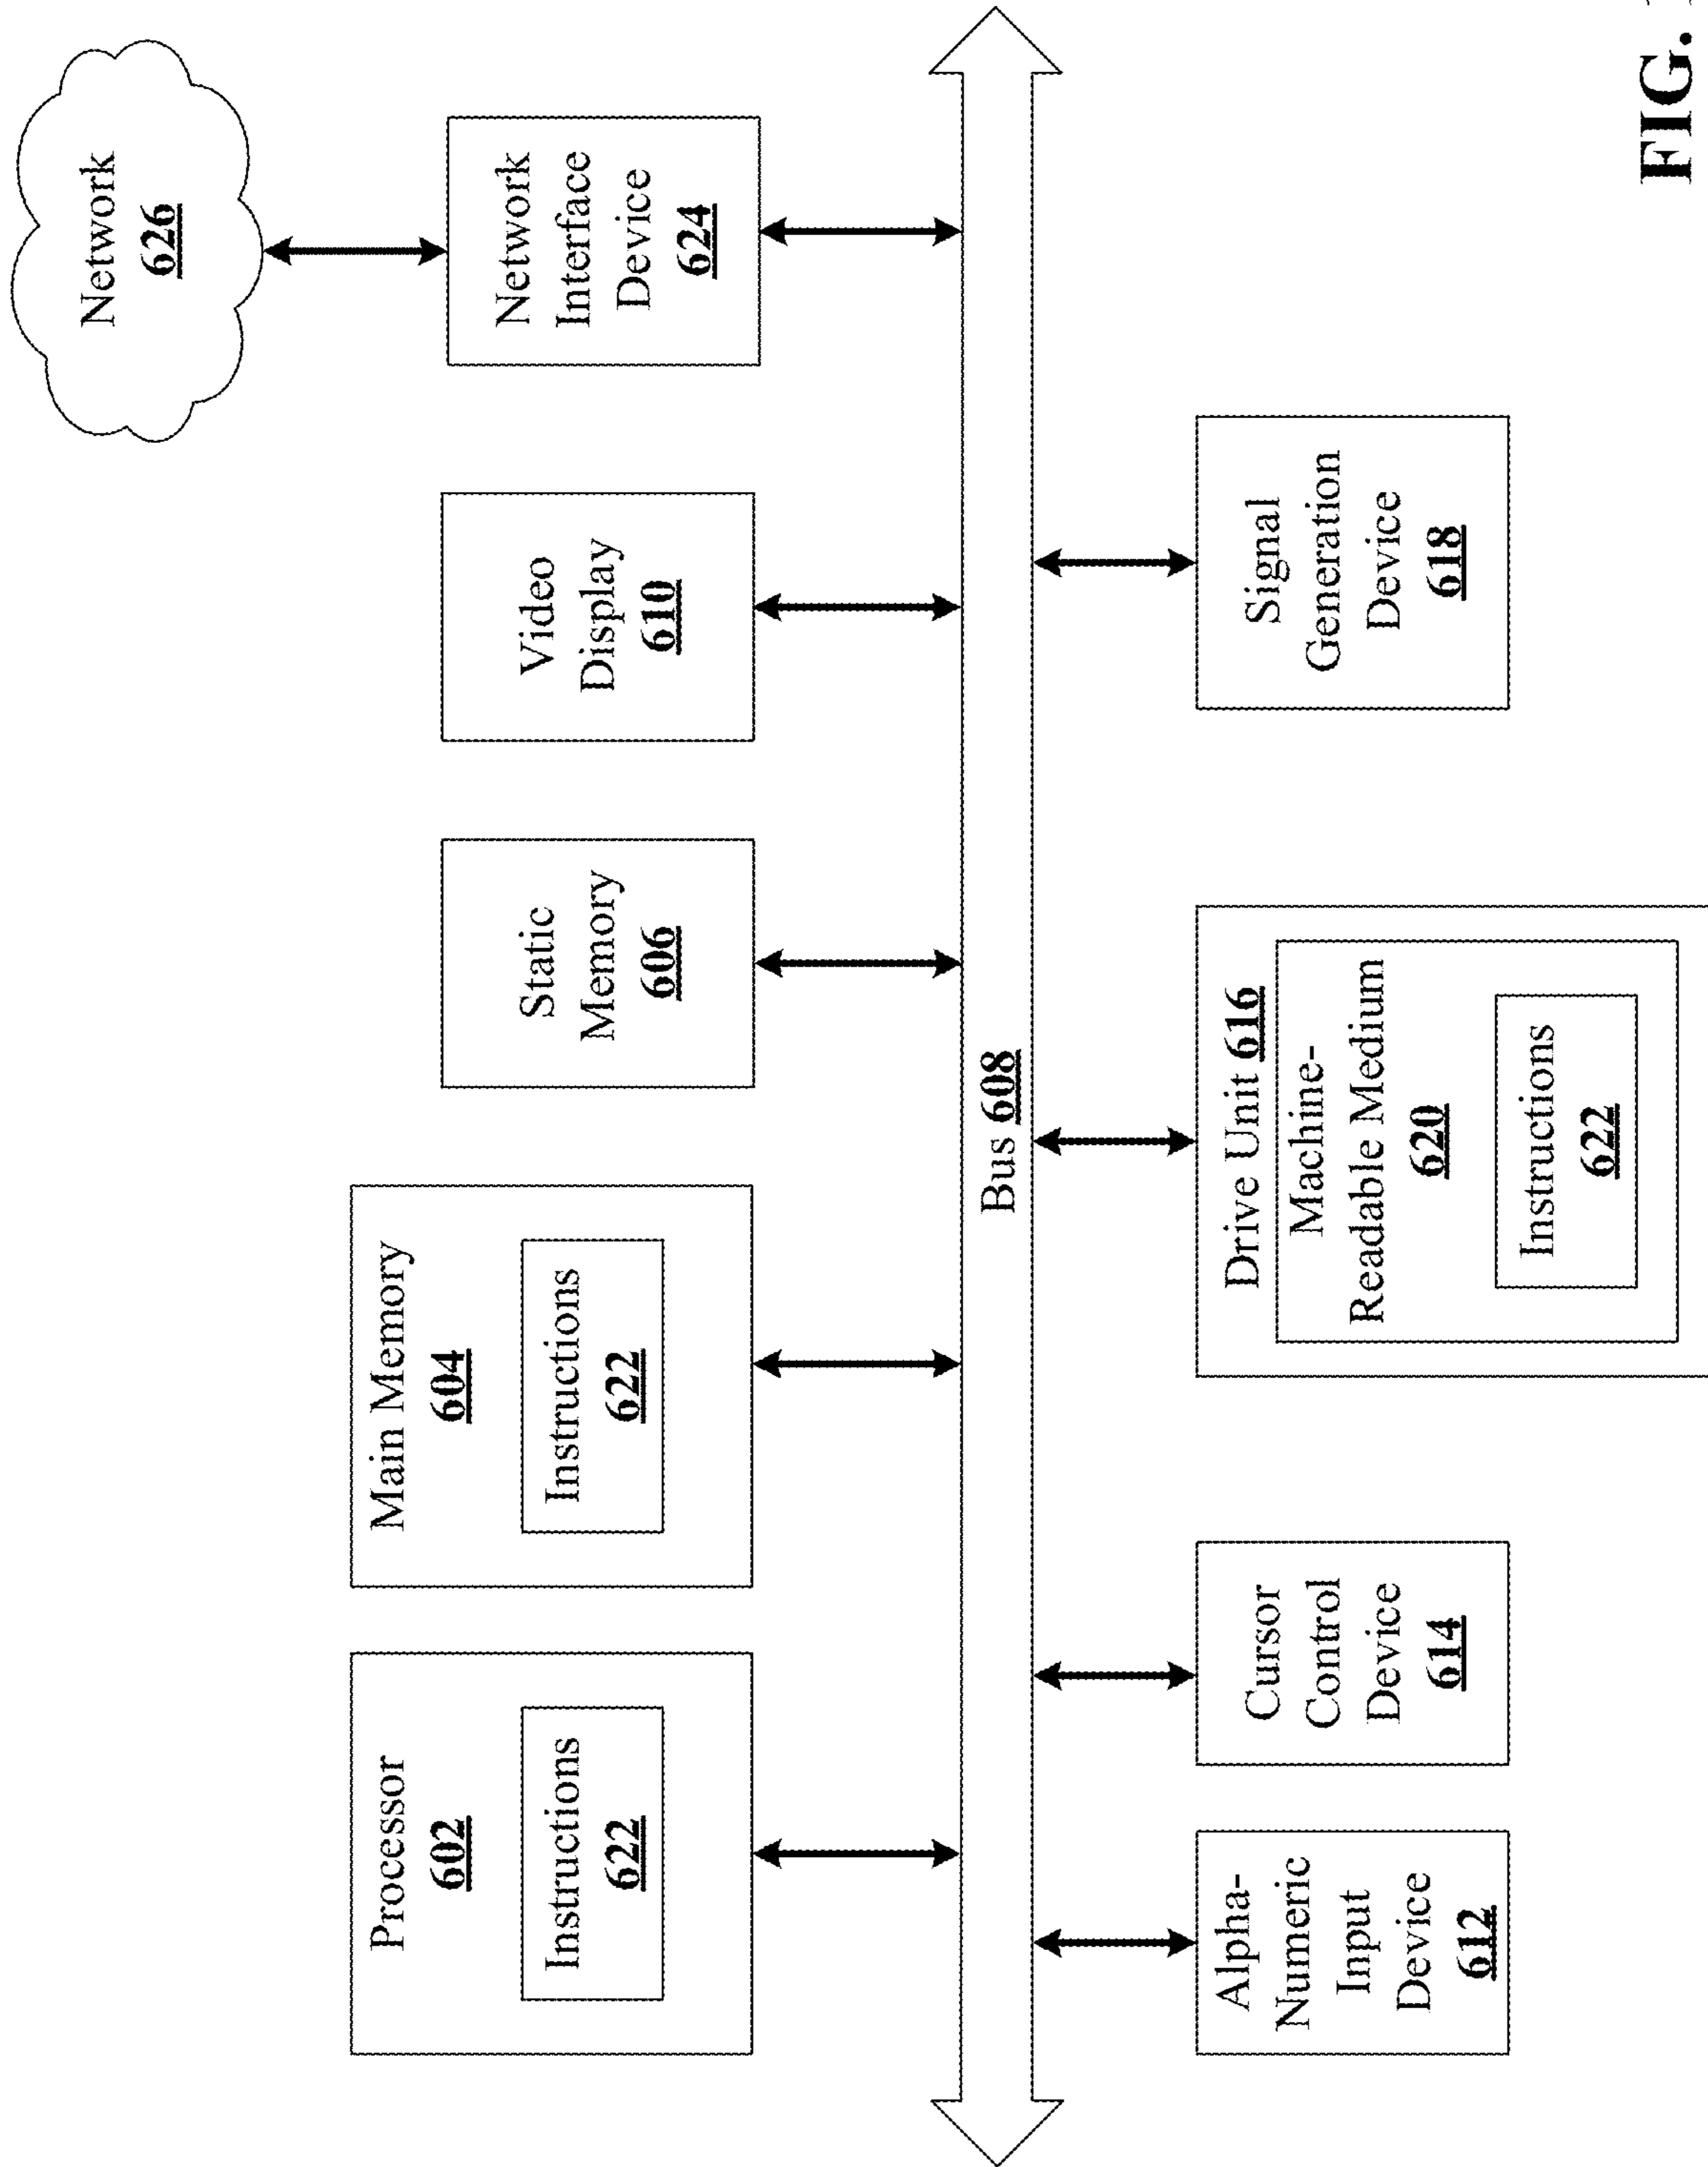 Processor
602
Instructions
622
Main Memory
604
Instructions
622
Static
Memory
606
Video
Display
610
Network
626
Network
Interface
Device
624
Bus 608
Alpha-
Numeric
Input
Device
612
Cursor
Control
Device
614
Drive Unit 616
Machine-
Readable Medium
620
Instructions
622
Signal
Generation
Device
618
FIG.